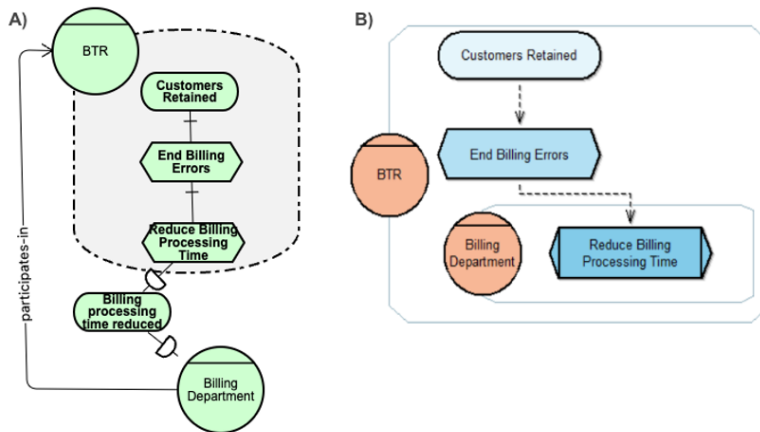 A)
BTR
Customers
Retained
End Billing
Errors
Reduce Billing
Processing
Time
Billing
processing
time reduced
Billing
Department
participates-in
B)
Customers Retained
End Billing Errors
BTR
Billing
Department
Reduce Billing
Processing Time